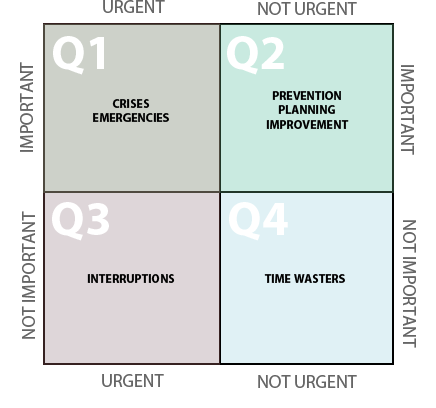 URGENT
NOT URGENT
IMPORTANT
Q1
CRISES
EMERGENCIES
Q2
PREVENTION
PLANNING
IMPROVEMENT
IMPORTANT
NOT IMPORTANT
Q3
INTERRUPTIONS
Q4
TIME WASTERS
NOT IMPORTANT
URGENT
NOT URGENT